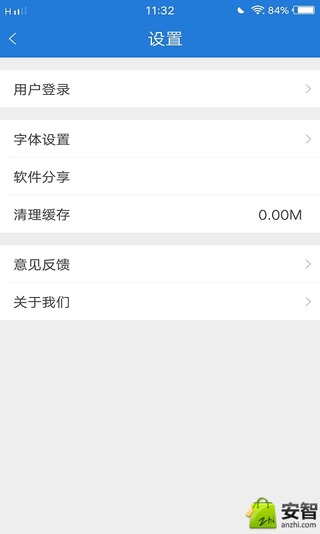 H 11:32 84%
设置
用户登录
字体设置
软件分享
清理缓存 0.00M
意见反馈
关于我们
zhi 安智
anzhi.com